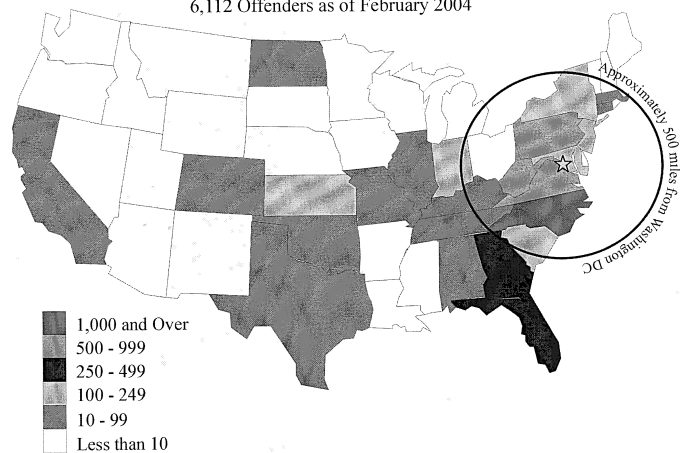 6,112 Offenders as of February 2004
Approximately 500 miles from Washington DC
1,000 and Over
500 - 999
250 - 499
100 - 249
10 - 99
Less than 10